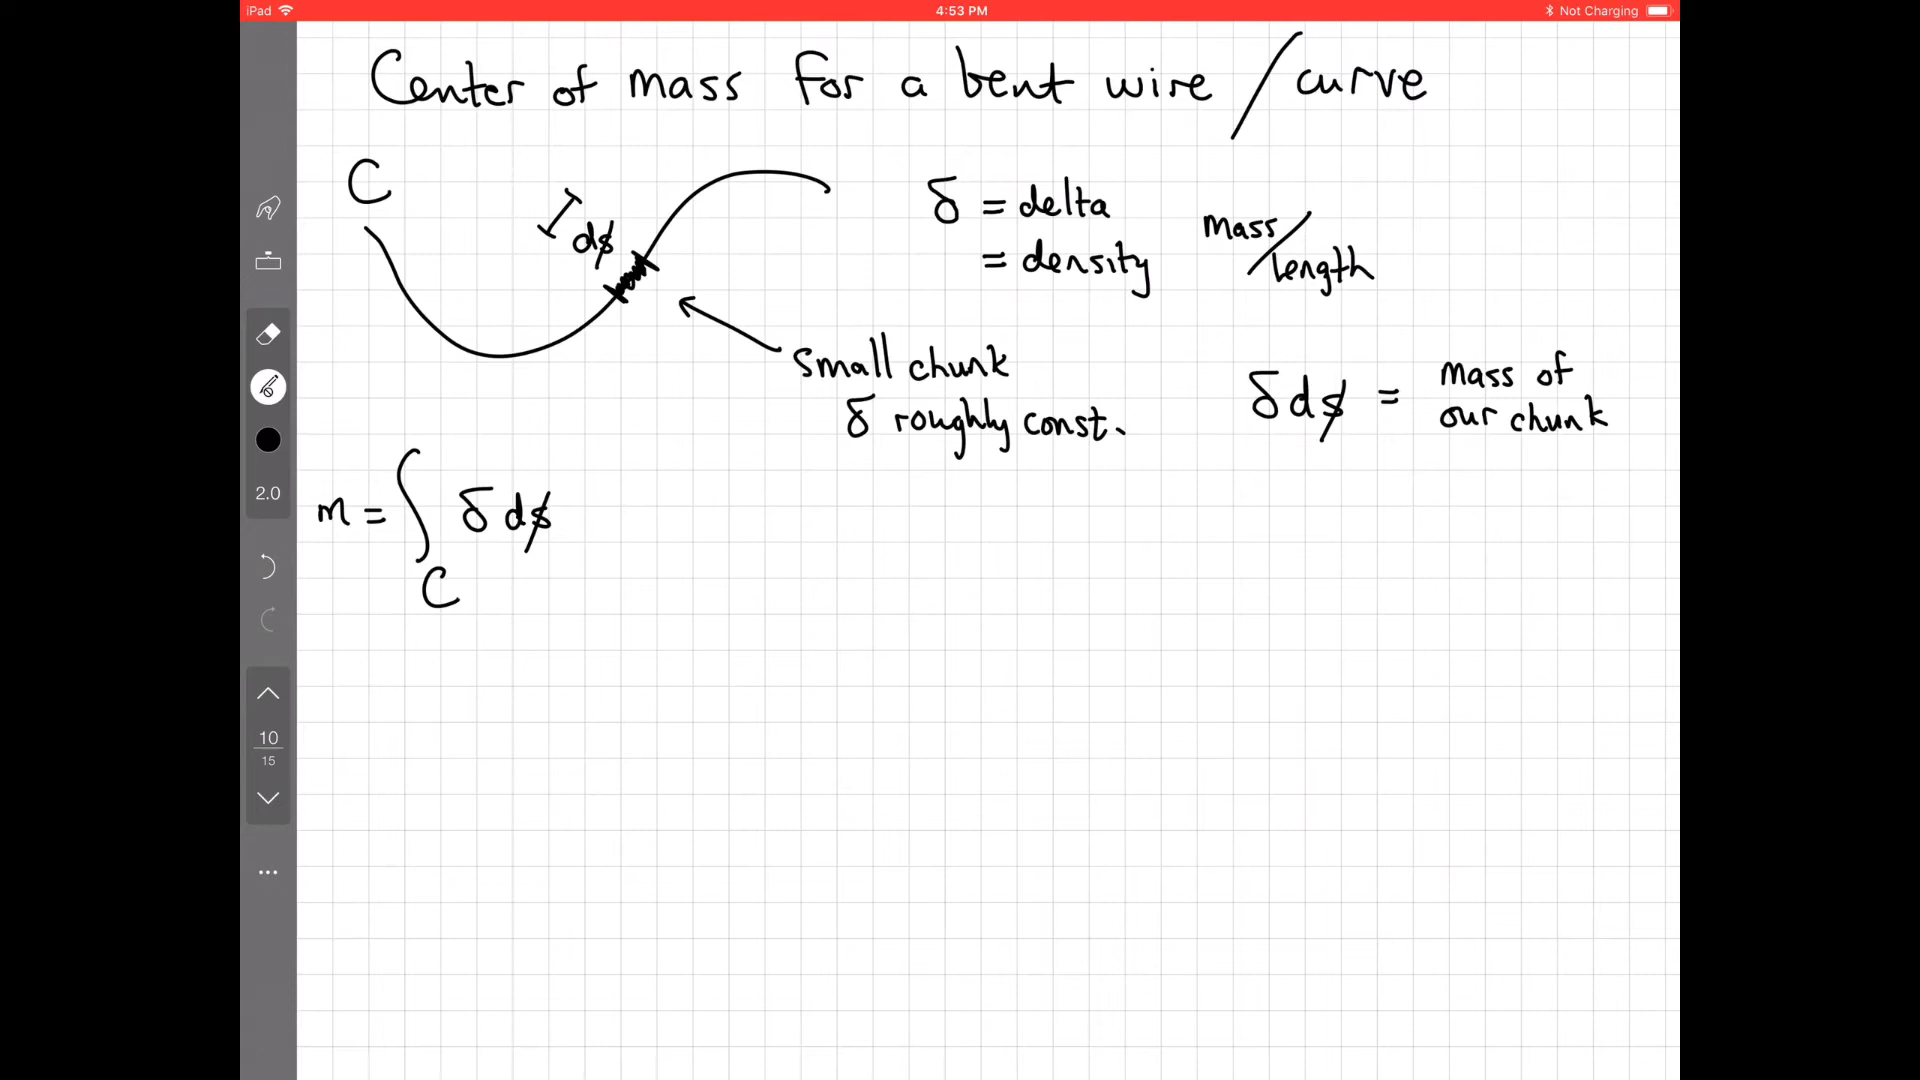 iPad 4:53 PM Not Charging
Center of mass for a bent wire / curve
C
ds
δ = delta
= density
mass/length
small chunk
δ roughly const.
δ ds = mass of our chunk
m = ∫ δ ds
C
2.0
10
15